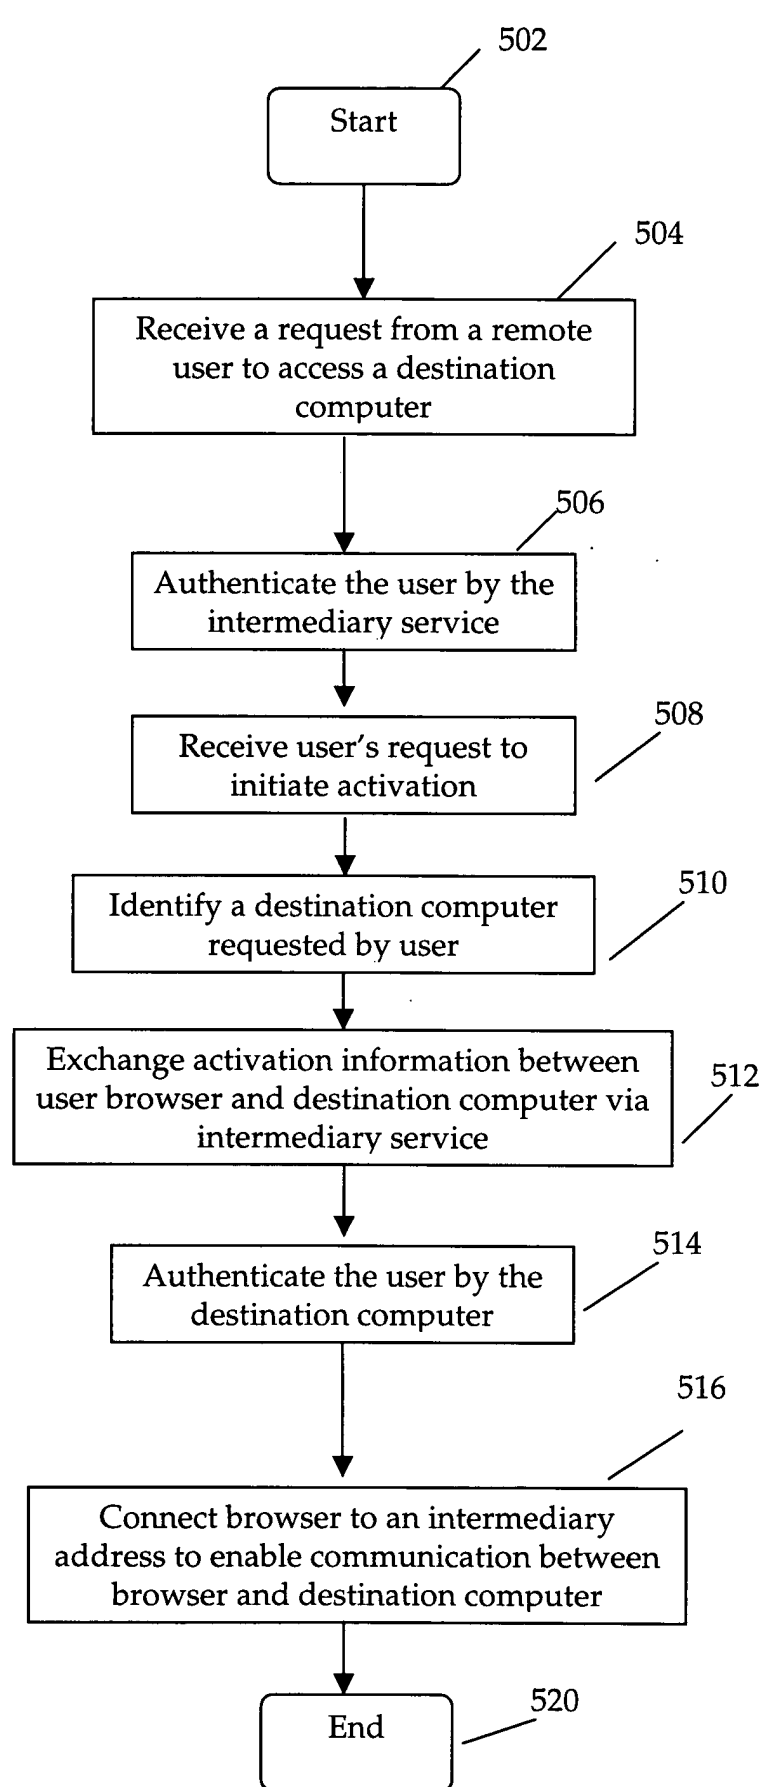 502
Start
504
Receive a request from a remote
user to access a destination
computer
506
Authenticate the user by the
intermediary service
508
Receive user's request to
initiate activation
510
Identify a destination computer
requested by user
512
Exchange activation information between
user browser and destination computer via
intermediary service
514
Authenticate the user by the
destination computer
516
Connect browser to an intermediary
address to enable communication between
browser and destination computer
520
End